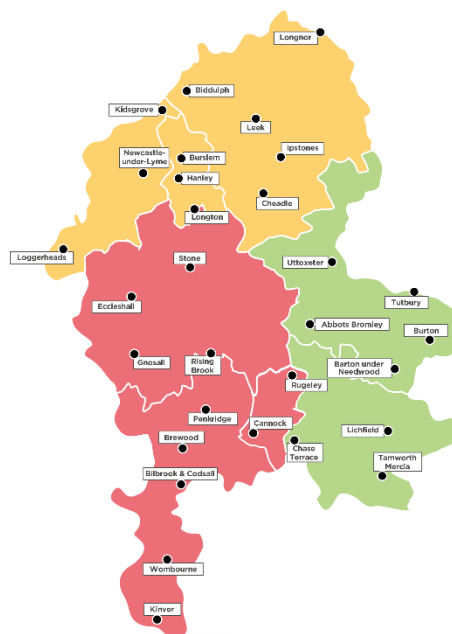 Longnor
Biddulph
Kidsgrove
Leek
Newcastle-
under-Lyme
Burslem
Ipstones
Hanley
Cheadle
Longton
Loggerheads
Stone
Uttoxeter
Eccleshall
Tutbury
Abbots Bromley
Burton
Gnosall
Rising
Brook
Barton under
Needwood
Rugeley
Penkridge
Cannock
Brewood
Lichfield
Chase
Terrace
Tamworth
Mercia
Bilbrook & Codsall
Wombourne
Kinver